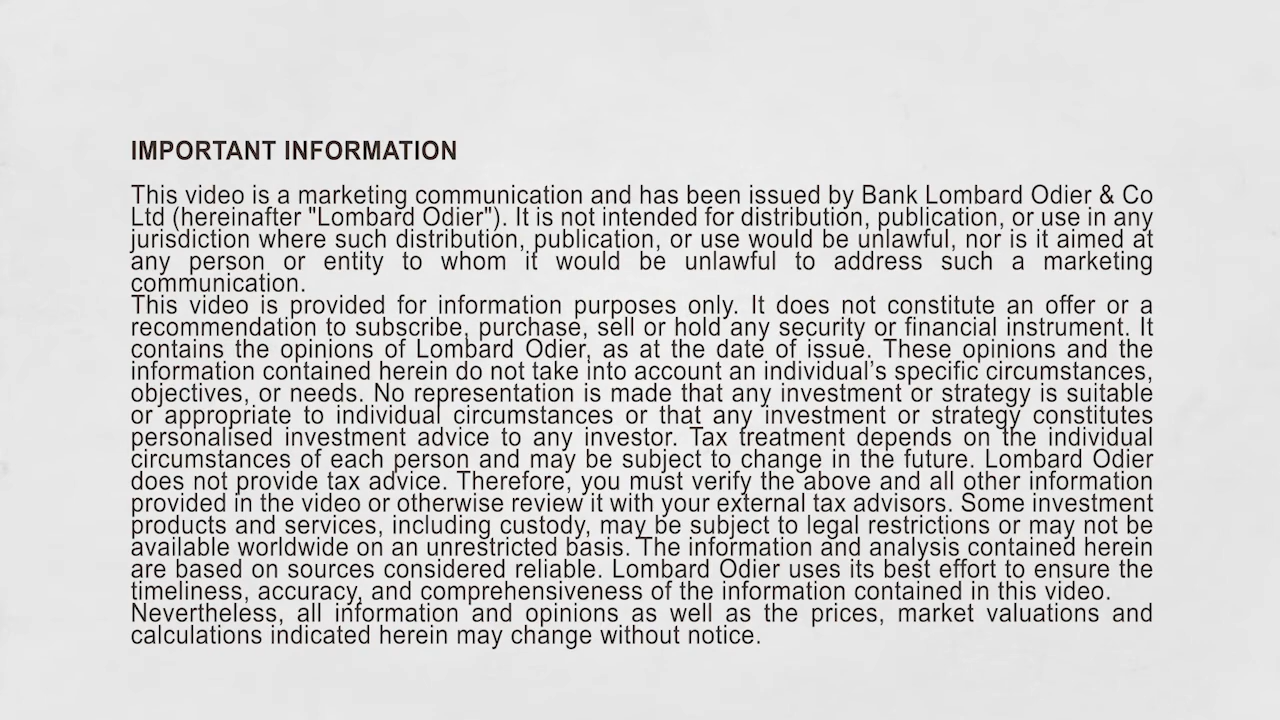 IMPORTANT INFORMATION
This video is a marketing communication and has been issued by Bank Lombard Odier & Co
Ltd (hereinafter "Lombard Odier"). It is not intended for distribution, publication, or use in any
jurisdiction where such distribution, publication, or use would be unlawful, nor is it aimed at
any person or entity to whom it would be unlawful to address such a marketing
communication.
This video is provided for information purposes only. It does not constitute an offer or a
recommendation to subscribe, purchase, sell or hold any security or financial instrument. It
contains the opinions of Lombard Odier, as at the date of issue. These opinions and the
information contained herein do not take into account an individual’s specific circumstances,
objectives, or needs. No representation is made that any investment or strategy is suitable
or appropriate to individual circumstances or that any investment or strategy constitutes
personalised investment advice to any investor. Tax treatment depends on the individual
circumstances of each person and may be subject to change in the future. Lombard Odier
does not provide tax advice. Therefore, you must verify the above and all other information
provided in the video or otherwise review it with your external tax advisors. Some investment
products and services, including custody, may be subject to legal restrictions or may not be
available worldwide on an unrestricted basis. The information and analysis contained herein
are based on sources considered reliable. Lombard Odier uses its best effort to ensure the
timeliness, accuracy, and comprehensiveness of the information contained in this video.
Nevertheless, all information and opinions as well as the prices, market valuations and
calculations indicated herein may change without notice.